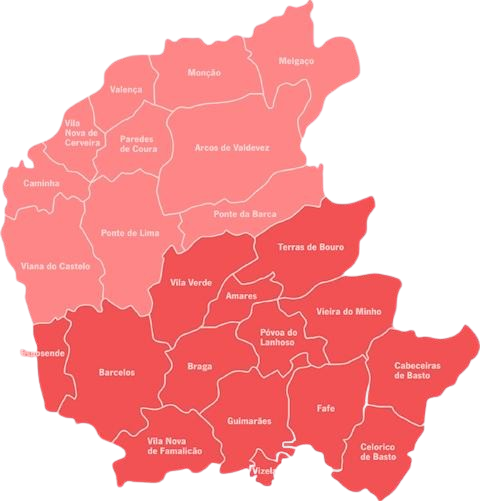 Melgaço
Monção
Valença
Vila
Nova de
Cerveira
Paredes
de Coura
Arcos de Valdevez
Caminha
Ponte da Barca
Ponte de Lima
Viana do Castelo
Terras de Bouro
Vila Verde
Amares
Vieira do Minho
Póvoa do
Lanhoso
Esposende
Barcelos
Braga
Cabeceiras
de Basto
Guimarães
Fafe
Vila Nova
de Famalicão
Celorico
de Basto
Vizela